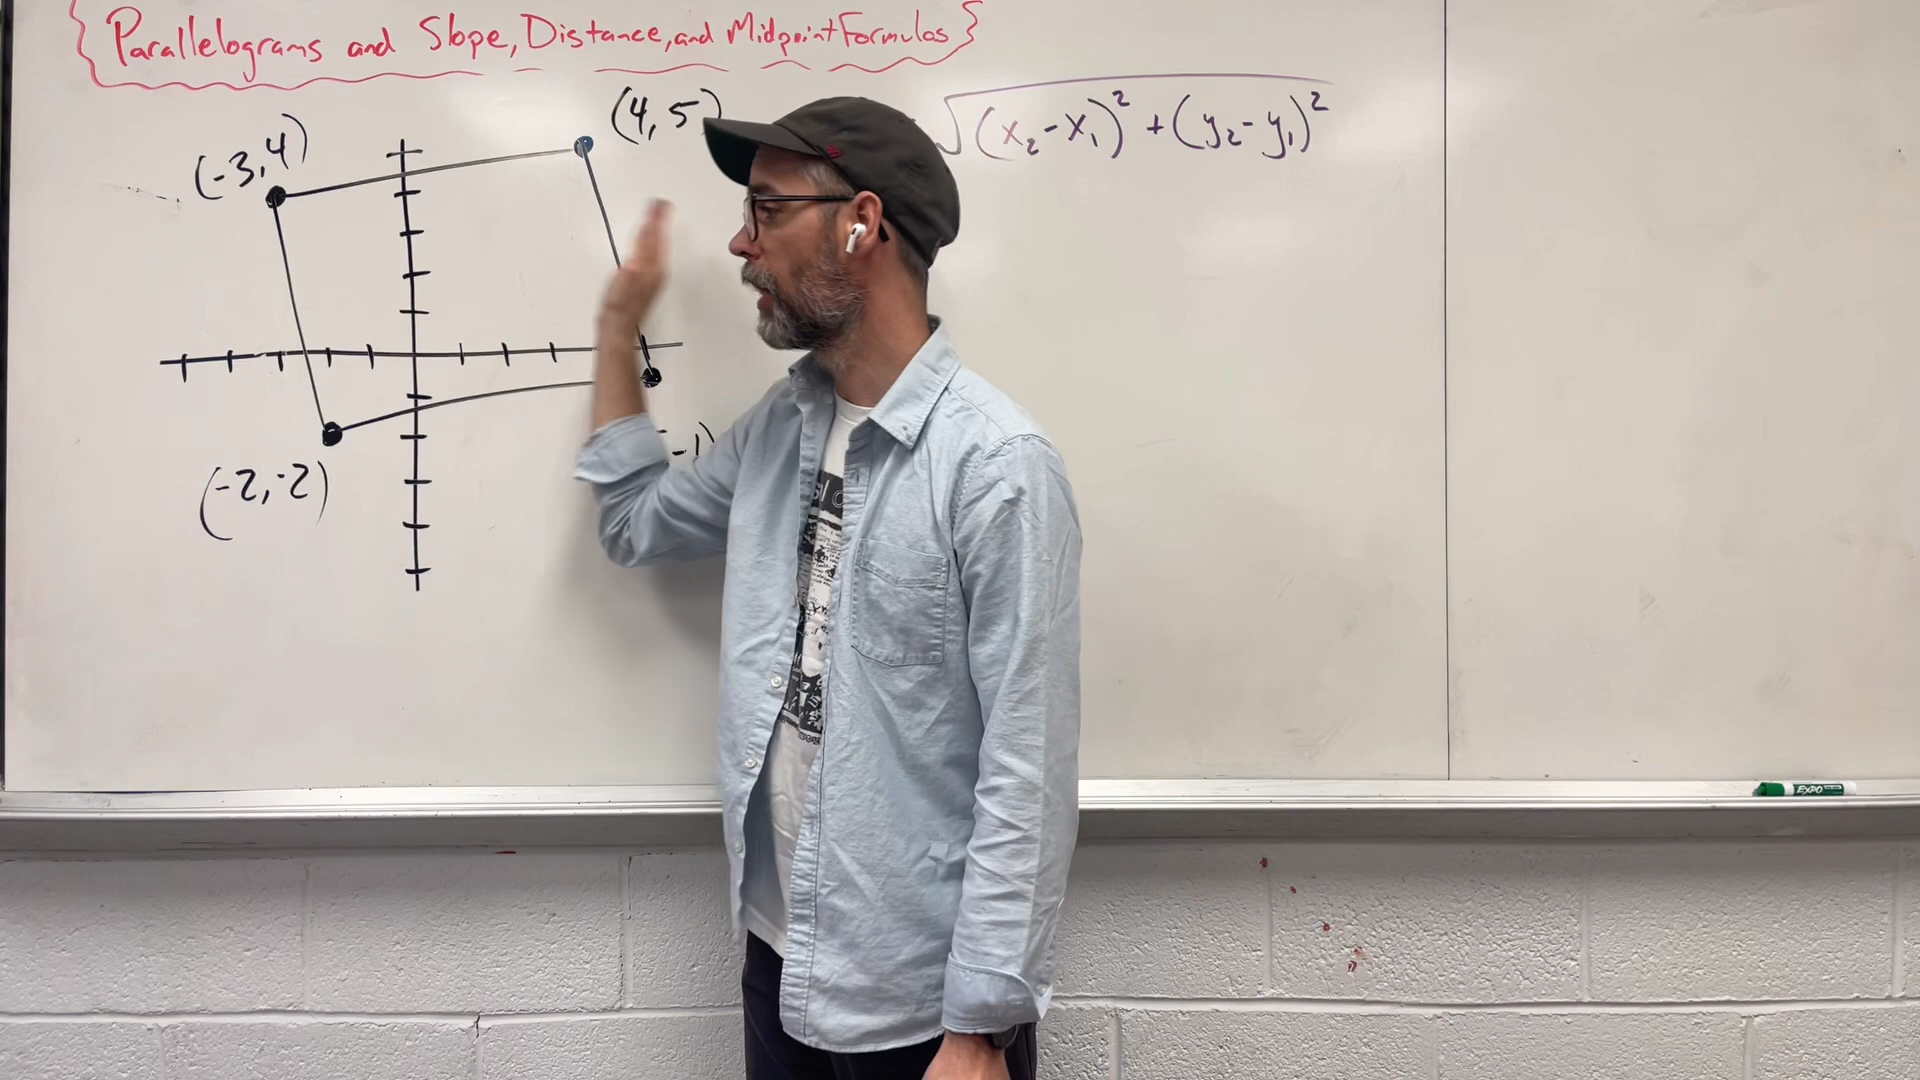 Parallelograms and Slope, Distance, and Midpoint Formulas
(4, 5)
√(x₂-x₁)² + (y₂-y₁)²
(-3, 4)
-1)
(-2, -2)
EXPO